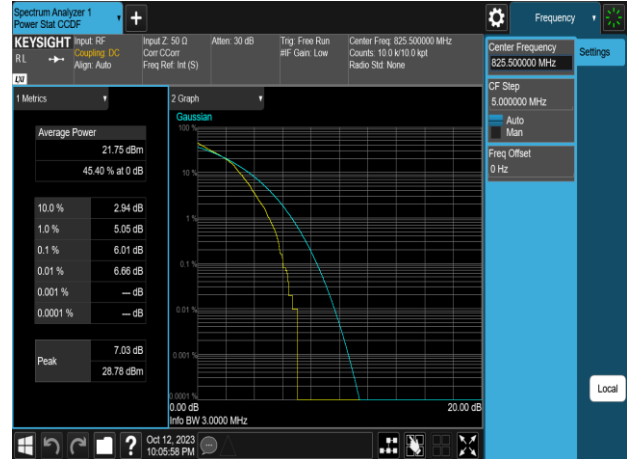 Spectrum Analyzer 1
Power Stat CCDF
+
Frequency
KEYSIGHT
RL
LXI
Input: RF
Coupling: DC
Align: Auto
Input Z: 50 Ω
Corr CCorr
Freq Ref: Int (S)
Atten: 30 dB
Trig: Free Run
#IF Gain: Low
Center Freq: 825.500000 MHz
Counts: 10.0 k/10.0 kpt
Radio Std: None
Center Frequency
825.500000 MHz
Settings
CF Step
5.000000 MHz
Auto
Man
Freq Offset
0 Hz
1 Metrics
Average Power
21.75 dBm
45.40 % at 0 dB
10.0 % 2.94 dB
1.0 % 5.05 dB
0.1 % 6.01 dB
0.01 % 6.66 dB
0.001 % --- dB
0.0001 % --- dB
Peak
7.03 dB
28.78 dBm
2 Graph
Gaussian
100 %
10 %
1 %
0.1 %
0.01 %
0.001 %
0.0001 %
0.00 dB 20.00 dB
Info BW 3.0000 MHz
Local
?
Oct 12, 2023
10:05:58 PM